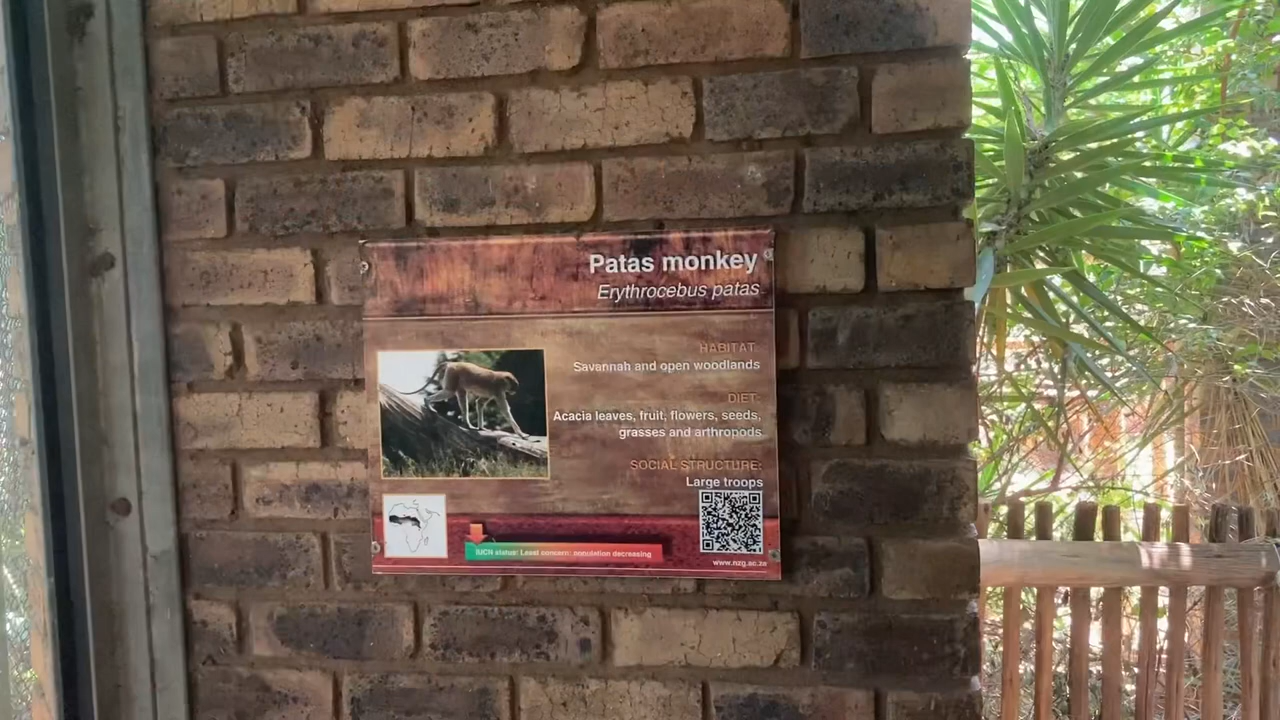 Patas monkey
Erythrocebus patas
HABITAT:
Savannah and open woodlands
DIET:
Acacia leaves, fruit, flowers, seeds,
grasses and arthropods
SOCIAL STRUCTURE:
Large troops
IUCN status: Least concern: population decreasing
www.nzg.ac.za